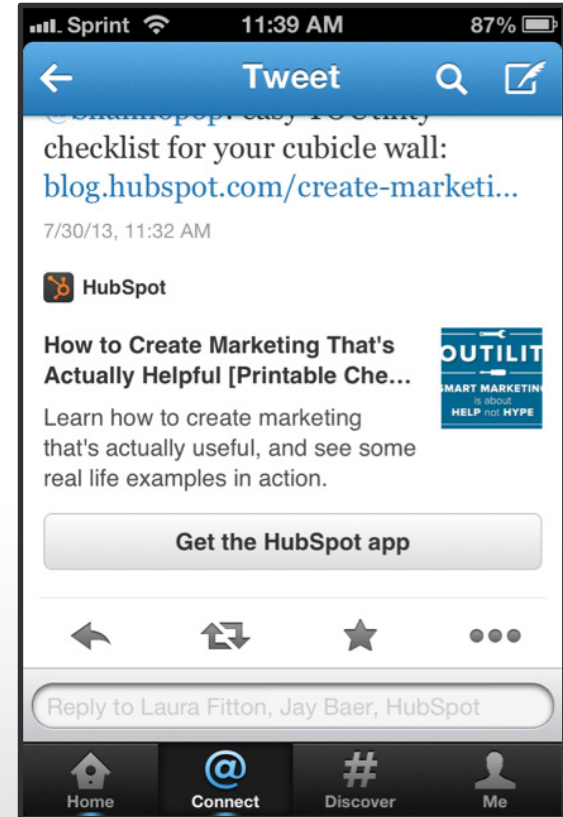 Sprint 11:39 AM 87%
Tweet
checklist for your cubicle wall:
blog.hubspot.com/create-marketi...
7/30/13, 11:32 AM
HubSpot
How to Create Marketing That's
Actually Helpful [Printable Che...
Learn how to create marketing
that's actually useful, and see some
real life examples in action.
OUTILIT
SMART MARKETING
is about
HELP not HYPE
Get the HubSpot app
Reply to Laura Fitton, Jay Baer, HubSpot
Home Connect Discover Me